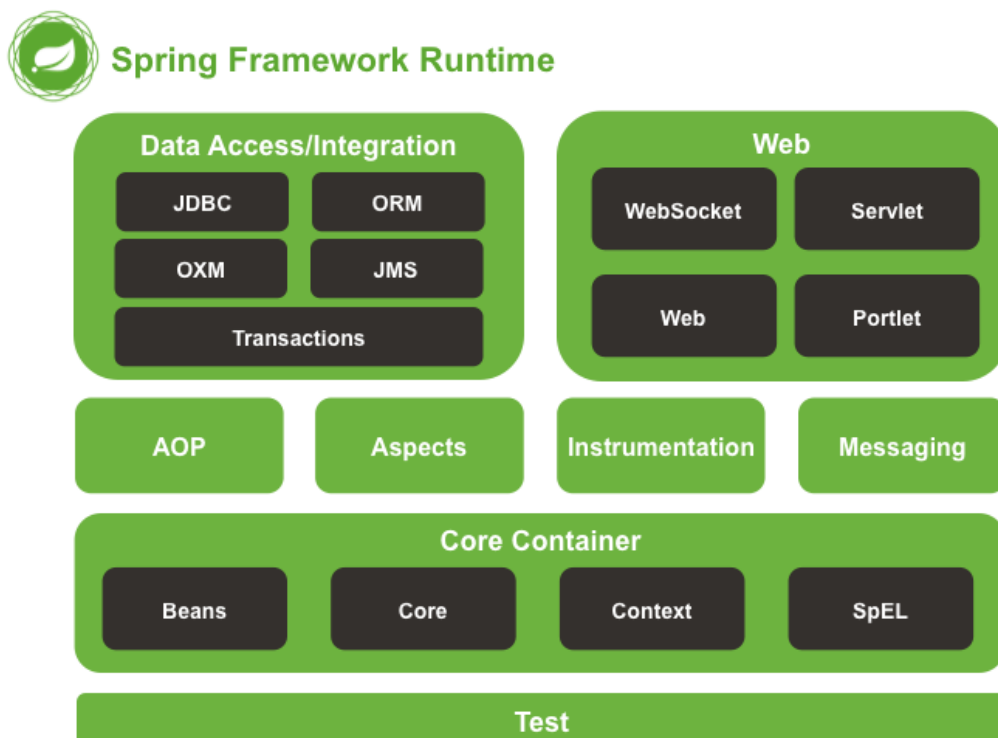 Spring Framework Runtime
Data Access/Integration
JDBC
ORM
OXM
JMS
Transactions
Web
WebSocket
Servlet
Web
Portlet
AOP
Aspects
Instrumentation
Messaging
Core Container
Beans
Core
Context
SpEL
Test